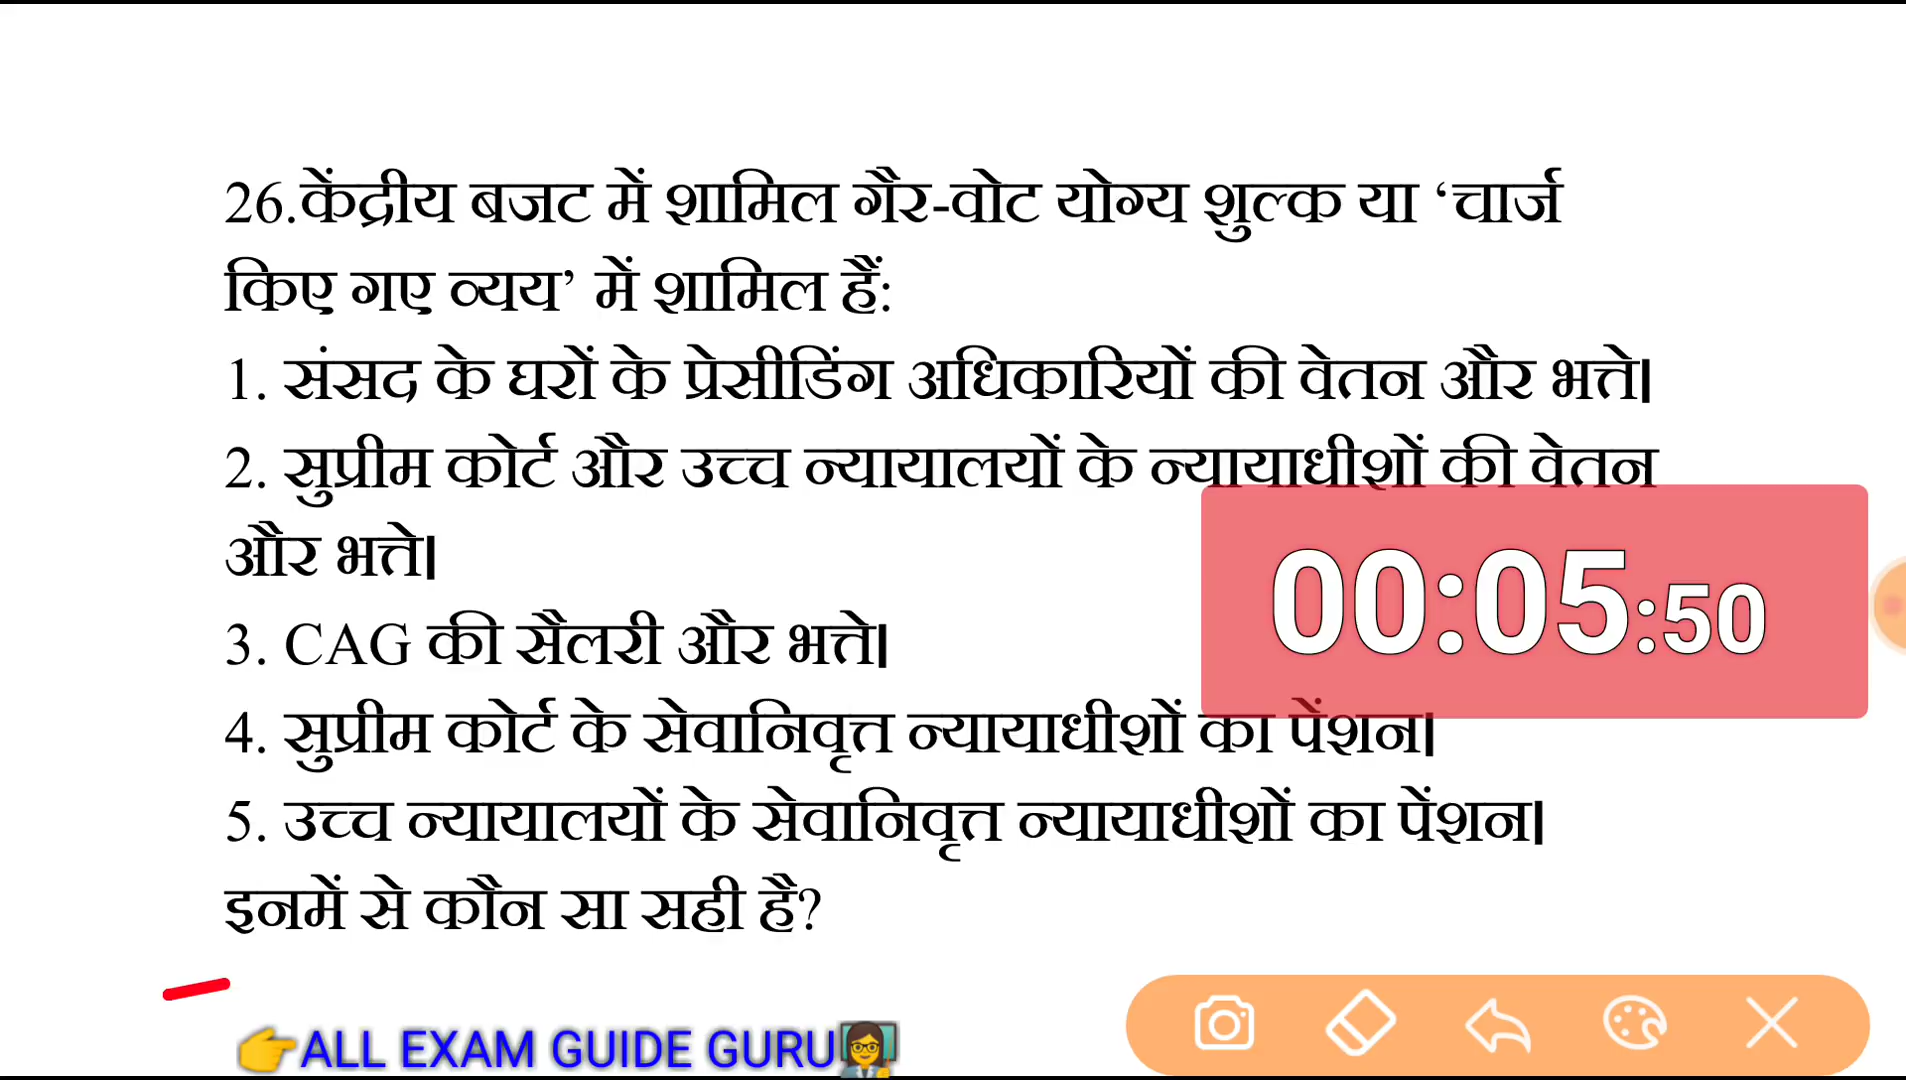 26.केंद्रीय बजट में शामिल गैर-वोट योग्य शुल्क या ‘चार्ज
किए गए व्यय’ में शामिल हैं:
1. संसद के घरों के प्रेसीडिंग अधिकारियों की वेतन और भत्ते।
2. सुप्रीम कोर्ट और उच्च न्यायालयों के न्यायाधीशों की वेतन
और भत्ते।
00:05:50
3. CAG की सैलरी और भत्ते।
4. सुप्रीम कोर्ट के सेवानिवृत्त न्यायाधीशों का पेंशन।
5. उच्च न्यायालयों के सेवानिवृत्त न्यायाधीशों का पेंशन।
इनमें से कौन सा सही है?
👉ALL EXAM GUIDE GURU👩‍🏫